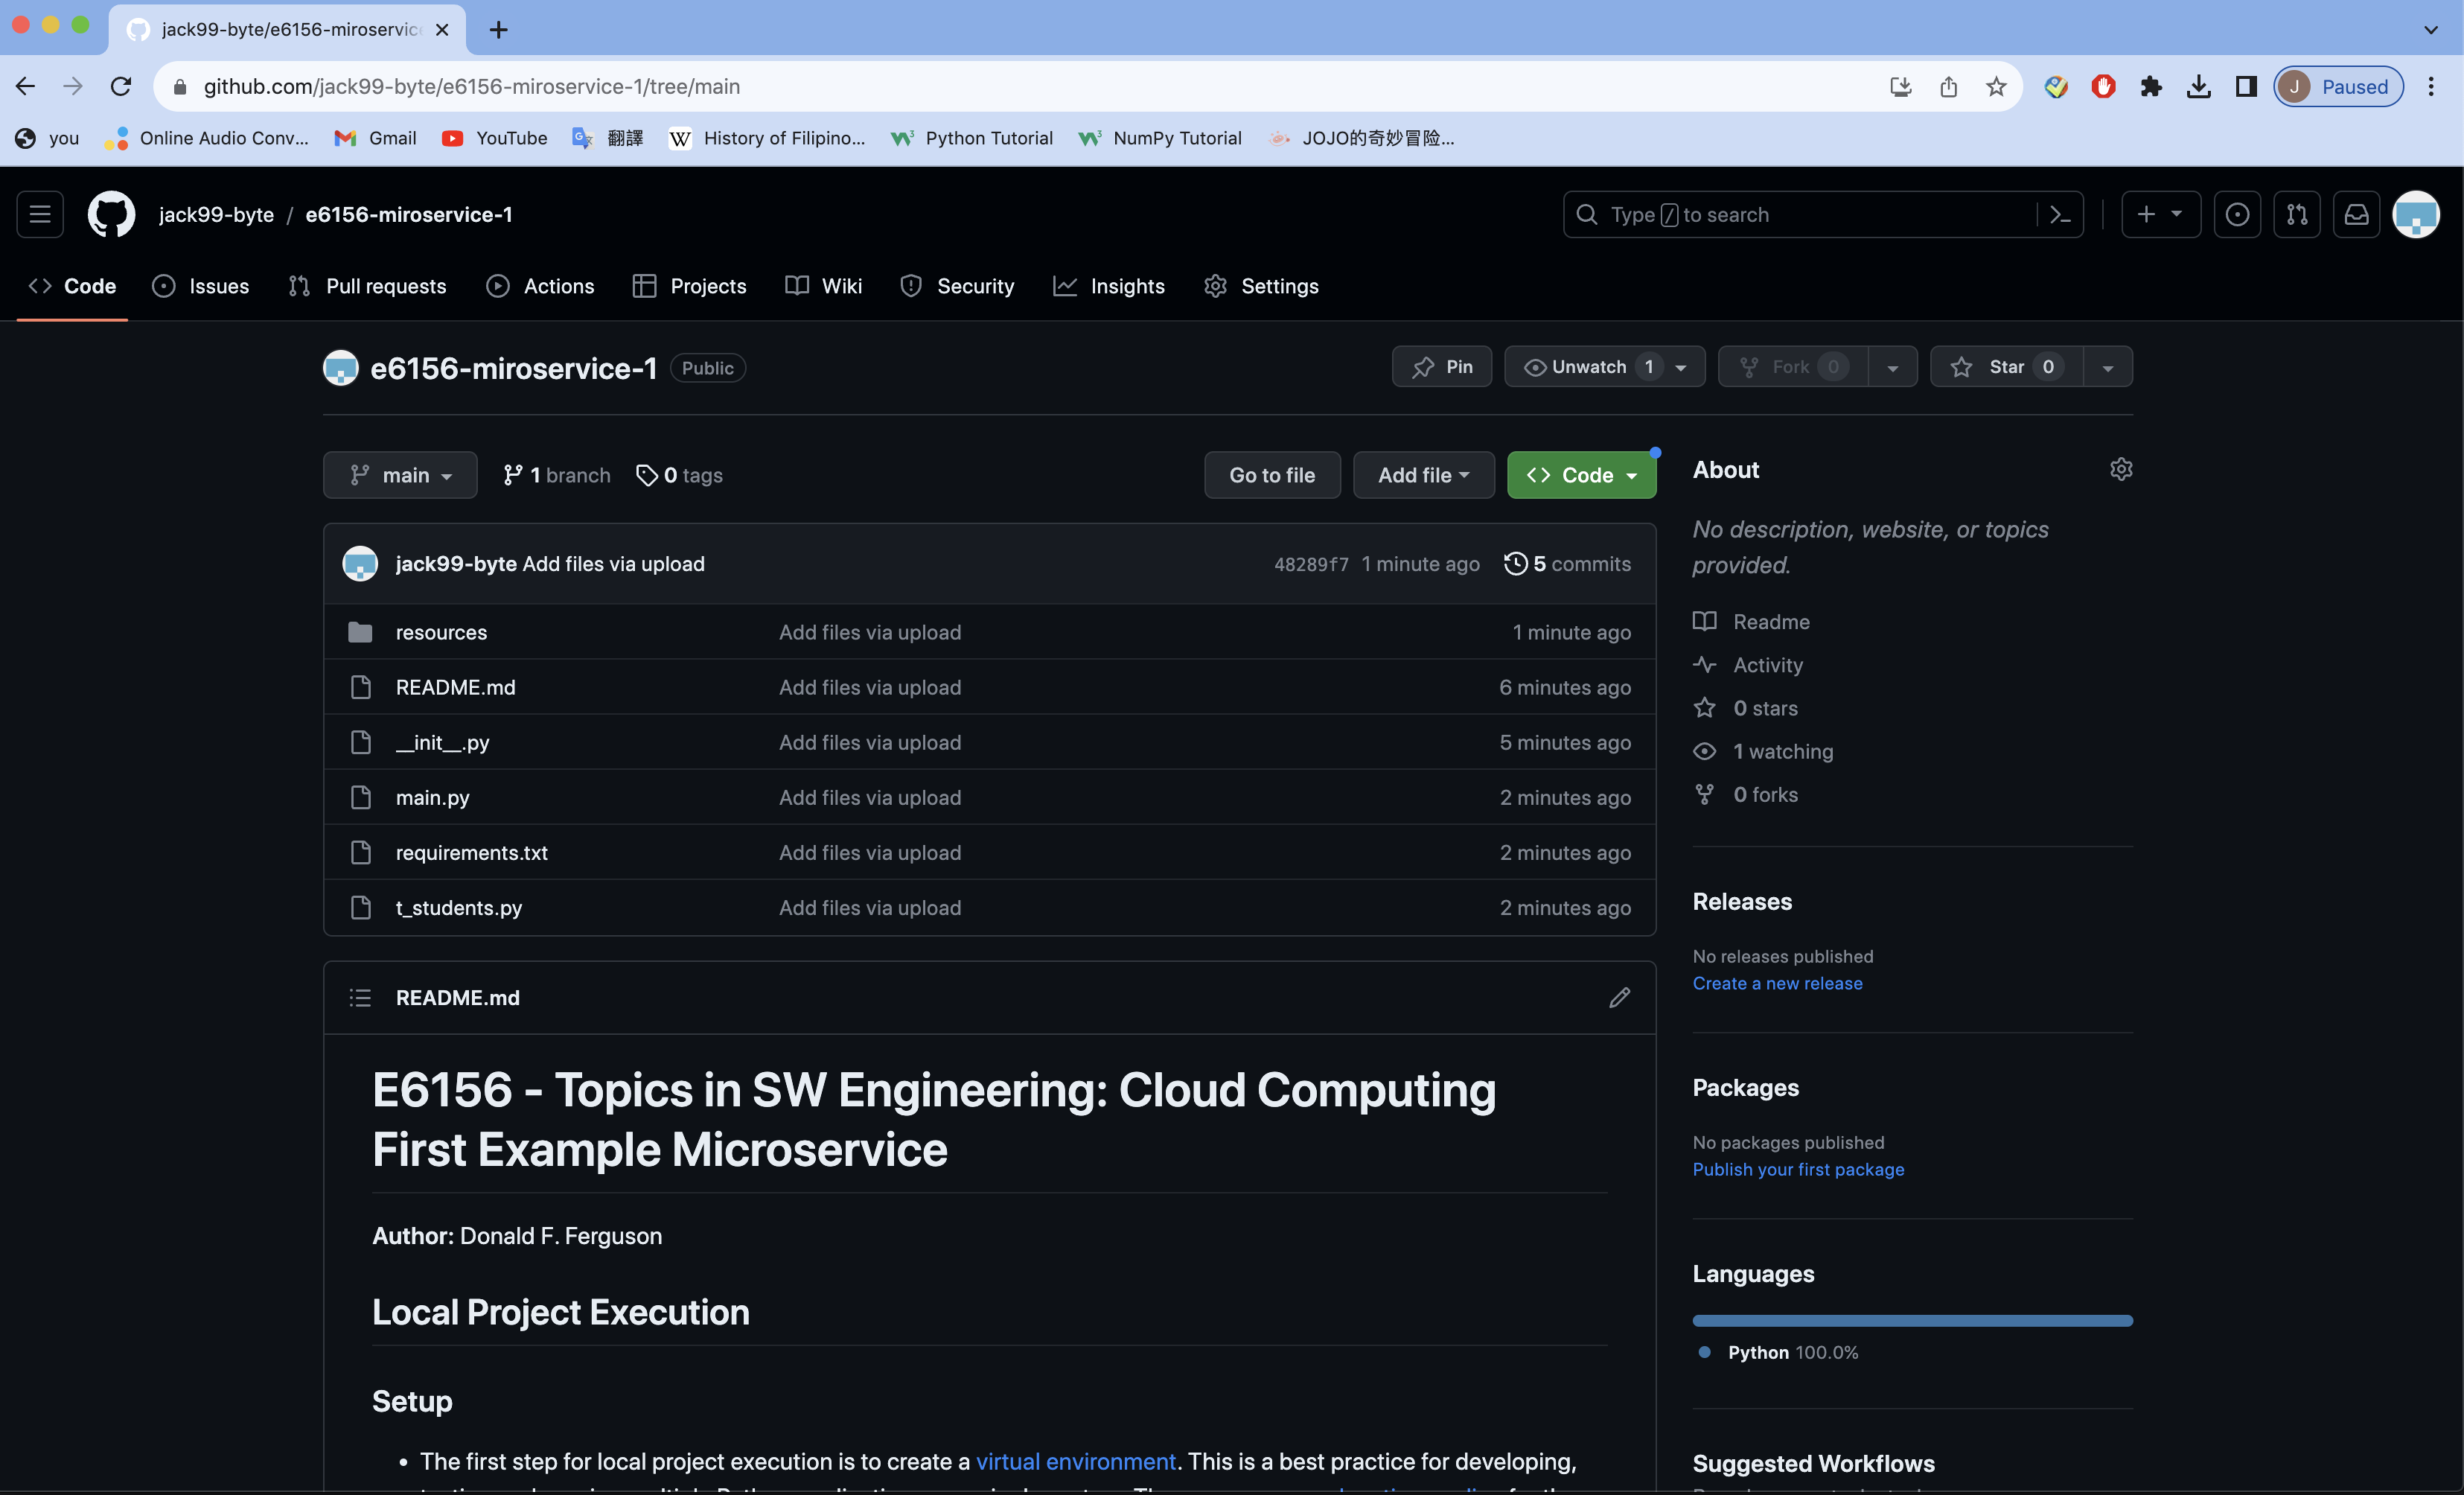 jack99-byte/e6156-miroservic
github.com/jack99-byte/e6156-miroservice-1/tree/main
J Paused
you Online Audio Conv... Gmail YouTube 翻譯 History of Filipino... Python Tutorial NumPy Tutorial JOJO的奇妙冒险...
jack99-byte / e6156-miroservice-1
Type / to search
Code Issues Pull requests Actions Projects Wiki Security Insights Settings
e6156-miroservice-1 Public
Pin Unwatch 1 Fork 0 Star 0
main 1 branch 0 tags
Go to file Add file Code
jack99-byte Add files via upload 48289f7 1 minute ago 5 commits
resources Add files via upload 1 minute ago
README.md Add files via upload 6 minutes ago
__init__.py Add files via upload 5 minutes ago
main.py Add files via upload 2 minutes ago
requirements.txt Add files via upload 2 minutes ago
t_students.py Add files via upload 2 minutes ago
README.md
E6156 - Topics in SW Engineering: Cloud Computing
First Example Microservice
Author: Donald F. Ferguson
Local Project Execution
Setup
• The first step for local project execution is to create a virtual environment. This is a best practice for developing,
About
No description, website, or topics
provided.
Readme
Activity
0 stars
1 watching
0 forks
Releases
No releases published
Create a new release
Packages
No packages published
Publish your first package
Languages
Python 100.0%
Suggested Workflows